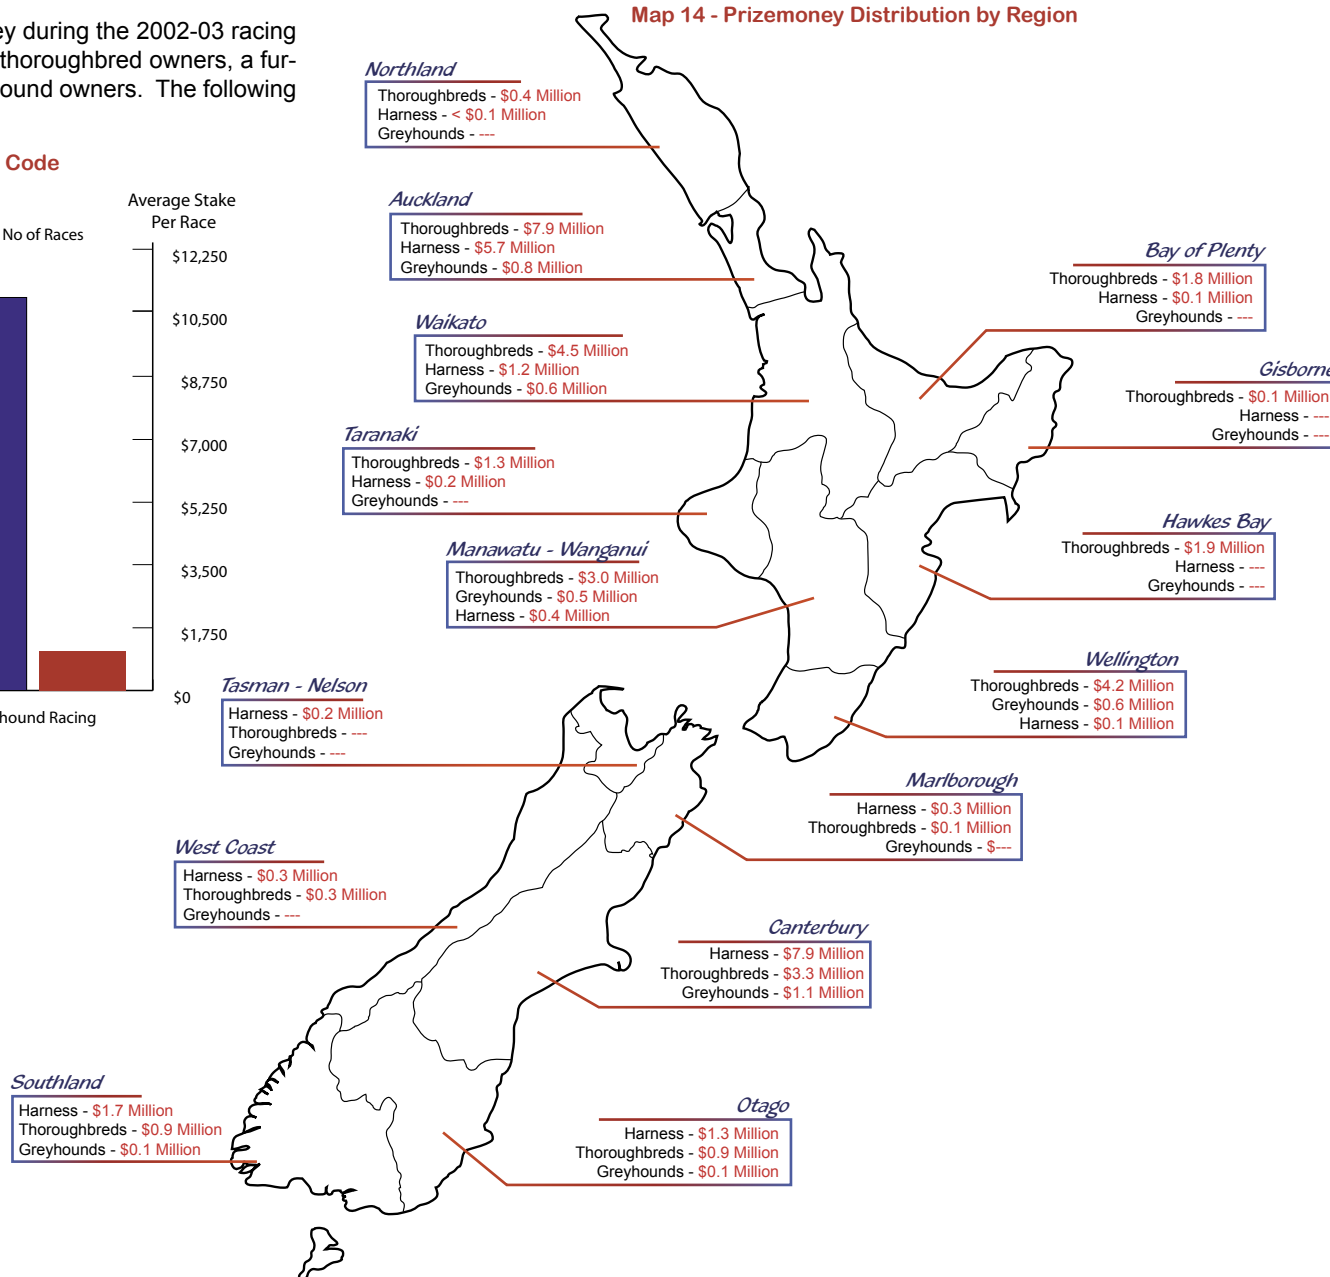 ey during the 2002-03 racing
thoroughbred owners, a fur-
ound owners. The following
Code
Average Stake
Per Race
No of Races
$12,250
$10,500
$8,750
$7,000
$5,250
$3,500
$1,750
$0
hound Racing
Map 14 - Prizemoney Distribution by Region
Northland
Thoroughbreds - $0.4 Million
Harness - < $0.1 Million
Greyhounds - ---
Auckland
Thoroughbreds - $7.9 Million
Harness - $5.7 Million
Greyhounds - $0.8 Million
Bay of Plenty
Thoroughbreds - $1.8 Million
Harness - $0.1 Million
Greyhounds - ---
Waikato
Thoroughbreds - $4.5 Million
Harness - $1.2 Million
Greyhounds - $0.6 Million
Gisborne
Thoroughbreds - $0.1 Million
Harness - ---
Greyhounds - ---
Taranaki
Thoroughbreds - $1.3 Million
Harness - $0.2 Million
Greyhounds - ---
Hawkes Bay
Thoroughbreds - $1.9 Million
Harness - ---
Greyhounds - ---
Manawatu - Wanganui
Thoroughbreds - $3.0 Million
Greyhounds - $0.5 Million
Harness - $0.4 Million
Wellington
Thoroughbreds - $4.2 Million
Greyhounds - $0.6 Million
Harness - $0.1 Million
Tasman - Nelson
Harness - $0.2 Million
Thoroughbreds - ---
Greyhounds - ---
Marlborough
Harness - $0.3 Million
Thoroughbreds - $0.1 Million
Greyhounds - $---
West Coast
Harness - $0.3 Million
Thoroughbreds - $0.3 Million
Greyhounds - ---
Canterbury
Harness - $7.9 Million
Thoroughbreds - $3.3 Million
Greyhounds - $1.1 Million
Southland
Harness - $1.7 Million
Thoroughbreds - $0.9 Million
Greyhounds - $0.1 Million
Otago
Harness - $1.3 Million
Thoroughbreds - $0.9 Million
Greyhounds - $0.1 Million